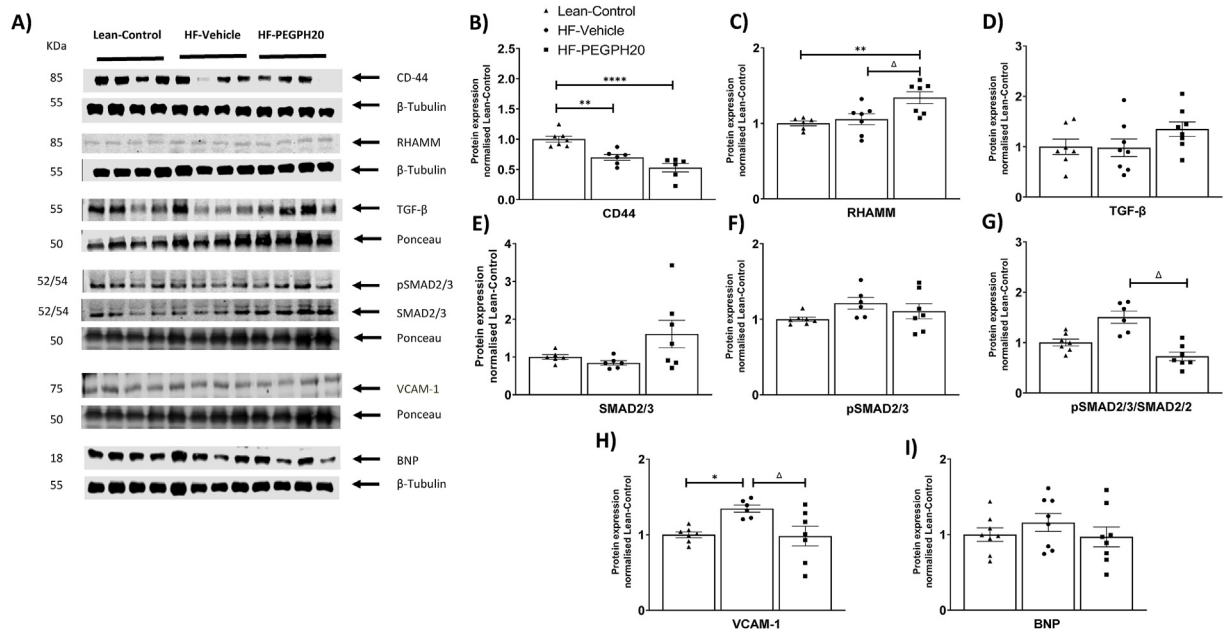 A)
KDa
Lean-Control HF-Vehicle HF-PEGPH20
85 CD-44
55 β-Tubulin
85 RHAMM
55 β-Tubulin
55 TGF-β
50 Ponceau
52/54 pSMAD2/3
52/54 SMAD2/3
50 Ponceau
75 VCAM-1
50 Ponceau
18 BNP
55 β-Tubulin
▲ Lean-Control
● HF-Vehicle
■ HF-PEGPH20
B)
Protein expression
normalised Lean-Control
2.5
2.0
1.5
1.0
0.5
0.0
****
**
CD44
C)
Protein expression
normalised Lean-Control
2
1
0
**
Δ
RHAMM
D)
Protein expression
normalised Lean-Control
3
2
1
0
TGF-β
E)
Protein expression
normalised Lean-Control
4
3
2
1
0
SMAD2/3
F)
Protein expression
normalised Lean-Control
2
1
0
pSMAD2/3
G)
Protein expression
normalised Lean-Control
3
2
1
0
Δ
pSMAD2/3/SMAD2/2
H)
Protein expression
normalised Lean-Control
2
1
0
*
Δ
VCAM-1
I)
Protein expression
normalised Lean-Control
2
1
0
BNP